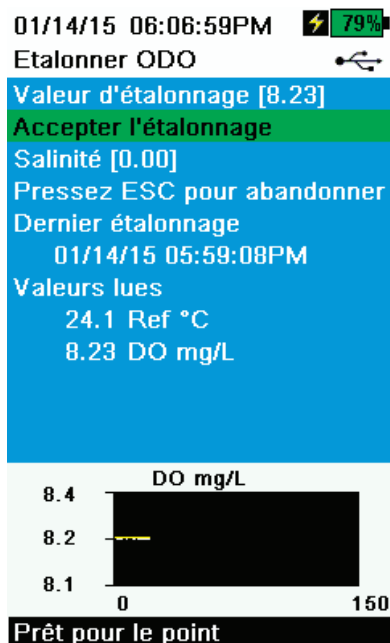 01/14/15 06:06:59PM 79%
Etalonner ODO
Valeur d'étalonnage [8.23]
Accepter l'étalonnage
Salinité [0.00]
Pressez ESC pour abandonner
Dernier étalonnage
01/14/15 05:59:08PM
Valeurs lues
24.1 Ref °C
8.23 DO mg/L
DO mg/L
8.4
8.2
8.1
0 150
Prêt pour le point